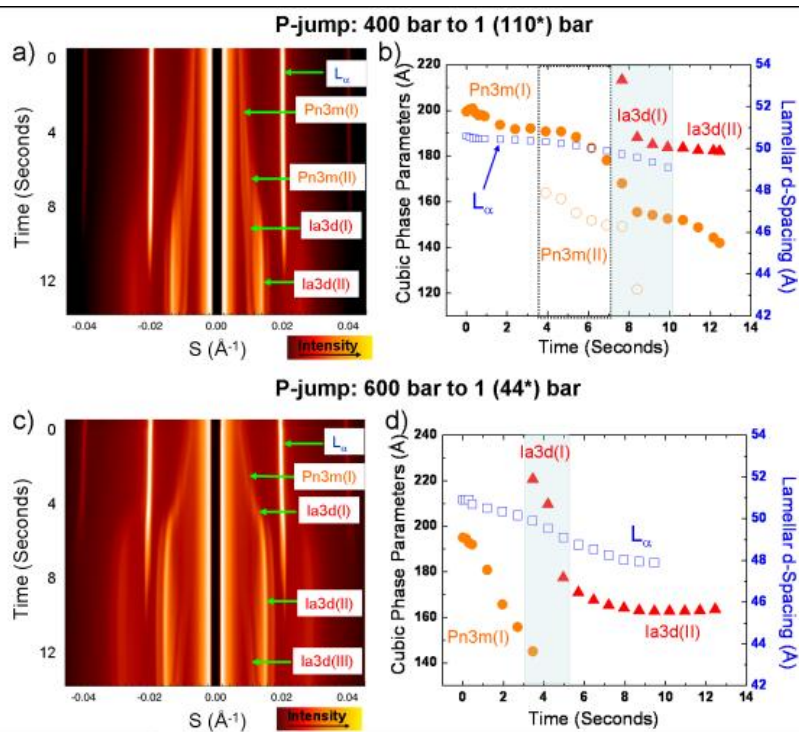 P-jump: 400 bar to 1 (110*) bar
a)
0
4
8
12
Time (Seconds)
Lα
Pn3m(I)
Pn3m(II)
Ia3d(I)
Ia3d(II)
-0.04 -0.02 0.00 0.02 0.04
S (Å-1)
Intensity
b)
220
200
180
160
140
120
Cubic Phase Parameters (Å)
Pn3m(I)
Lα
Pn3m(II)
Ia3d(I)
Ia3d(II)
54
52
50
48
46
44
42
Lamellar d-Spacing (Å)
0 2 4 6 8 10 12 14
Time (Seconds)
P-jump: 600 bar to 1 (44*) bar
c)
0
4
8
12
Time (Seconds)
Lα
Pn3m(I)
Ia3d(I)
Ia3d(II)
Ia3d(III)
-0.04 -0.02 0.00 0.02 0.04
S (Å-1)
Intensity
d)
240
220
200
180
160
140
Cubic Phase Parameters (Å)
Ia3d(I)
Lα
Pn3m(I)
Ia3d(II)
54
52
50
48
46
44
42
Lamellar d-Spacing (Å)
0 2 4 6 8 10 12 14
Time (Seconds)